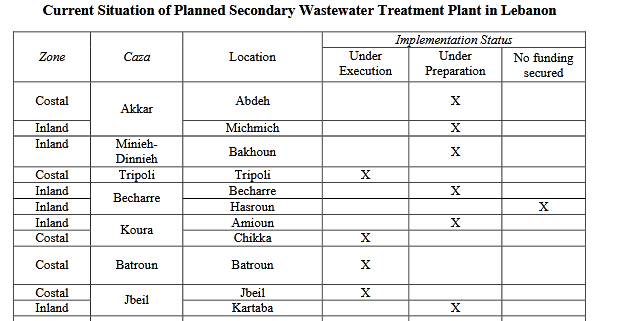 Current Situation of Planned Secondary Wastewater Treatment Plant in Lebanon
Zone Caza Location Implementation Status
Under Execution Under Preparation No funding secured
Costal Akkar Abdeh X
Inland Michmich X
Inland Minieh-Dinnieh Bakhoun X
Costal Tripoli Tripoli X
Inland Becharre Becharre X
Inland Hasroun X
Inland Koura Amioun X
Costal Chikka X
Costal Batroun Batroun X
Costal Jbeil Jbeil X
Inland Kartaba X